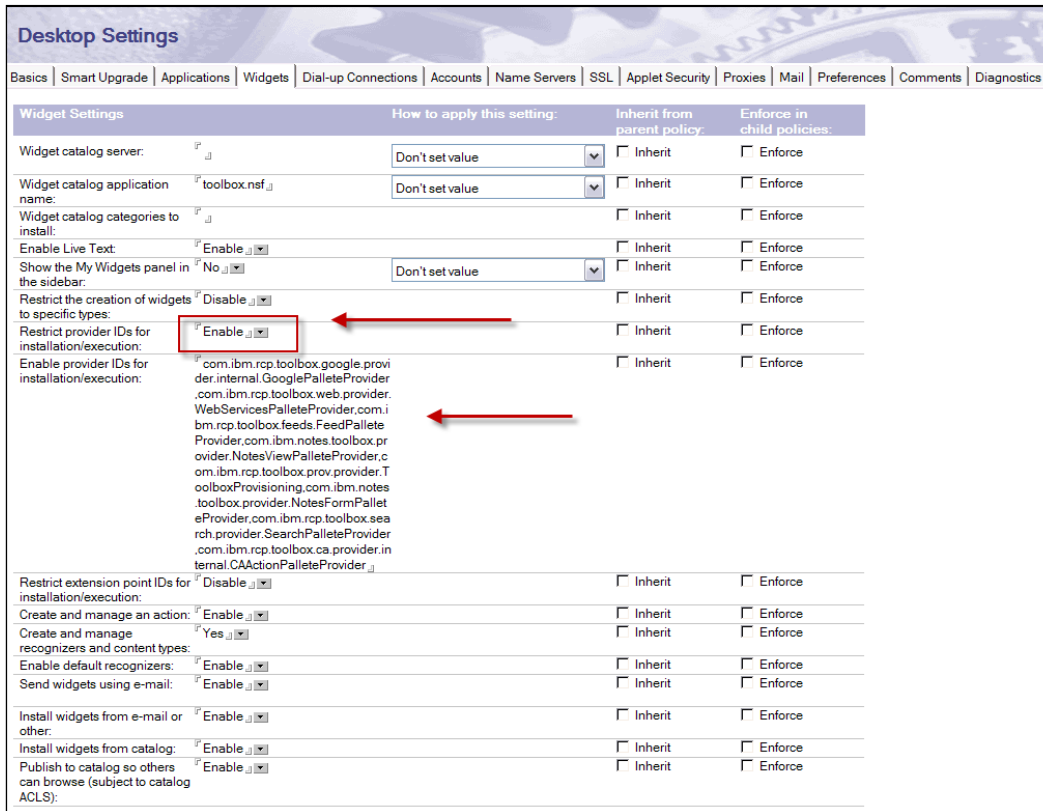 Desktop Settings
Basics | Smart Upgrade | Applications | Widgets | Dial-up Connections | Accounts | Name Servers | SSL | Applet Security | Proxies | Mail | Preferences | Comments | Diagnostics
Widget Settings How to apply this setting: Inherit from Enforce in
parent policy: child policies:
Widget catalog server: Don't set value Inherit Enforce
Widget catalog application toolbox.nsf Don't set value Inherit Enforce
name:
Widget catalog categories to Inherit Enforce
install:
Enable Live Text: Enable Inherit Enforce
Show the My Widgets panel in No Don't set value Inherit Enforce
the sidebar:
Restrict the creation of widgets Disable Inherit Enforce
to specific types:
Restrict provider IDs for Enable Inherit Enforce
installation/execution:
Enable provider IDs for com.ibm.rcp.toolbox.google.provi Inherit Enforce
installation/execution: der.internal.GooglePalleteProvider
,com.ibm.rcp.toolbox.web.provider.
WebServicesPalleteProvider,com.i
bm.rcp.toolbox.feeds.FeedPallete
Provider,com.ibm.notes.toolbox.pr
ovider.NotesViewPalleteProvider,c
om.ibm.rcp.toolbox.prov.provider.T
oolboxProvisioning,com.ibm.notes
.toolbox.provider.NotesFormPallet
eProvider,com.ibm.rcp.toolbox.sea
rch.provider.SearchPalleteProvider
,com.ibm.rcp.toolbox.ca.provider.in
ternal.CAActionPalleteProvider
Restrict extension point IDs for Disable Inherit Enforce
installation/execution:
Create and manage an action: Enable Inherit Enforce
Create and manage Yes Inherit Enforce
recognizers and content types:
Enable default recognizers: Enable Inherit Enforce
Send widgets using e-mail: Enable Inherit Enforce
Install widgets from e-mail or Enable Inherit Enforce
other:
Install widgets from catalog: Enable Inherit Enforce
Publish to catalog so others Enable Inherit Enforce
can browse (subject to catalog
ACLS):